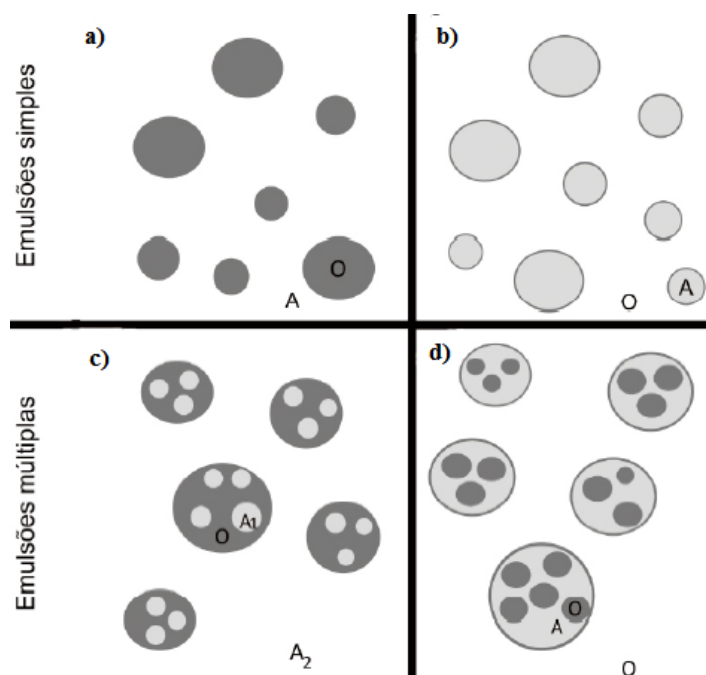 Emulsões simples
a)
O
A
b)
A
O
Emulsões múltiplas
c)
A₁
O
A₂
d)
O
A
O